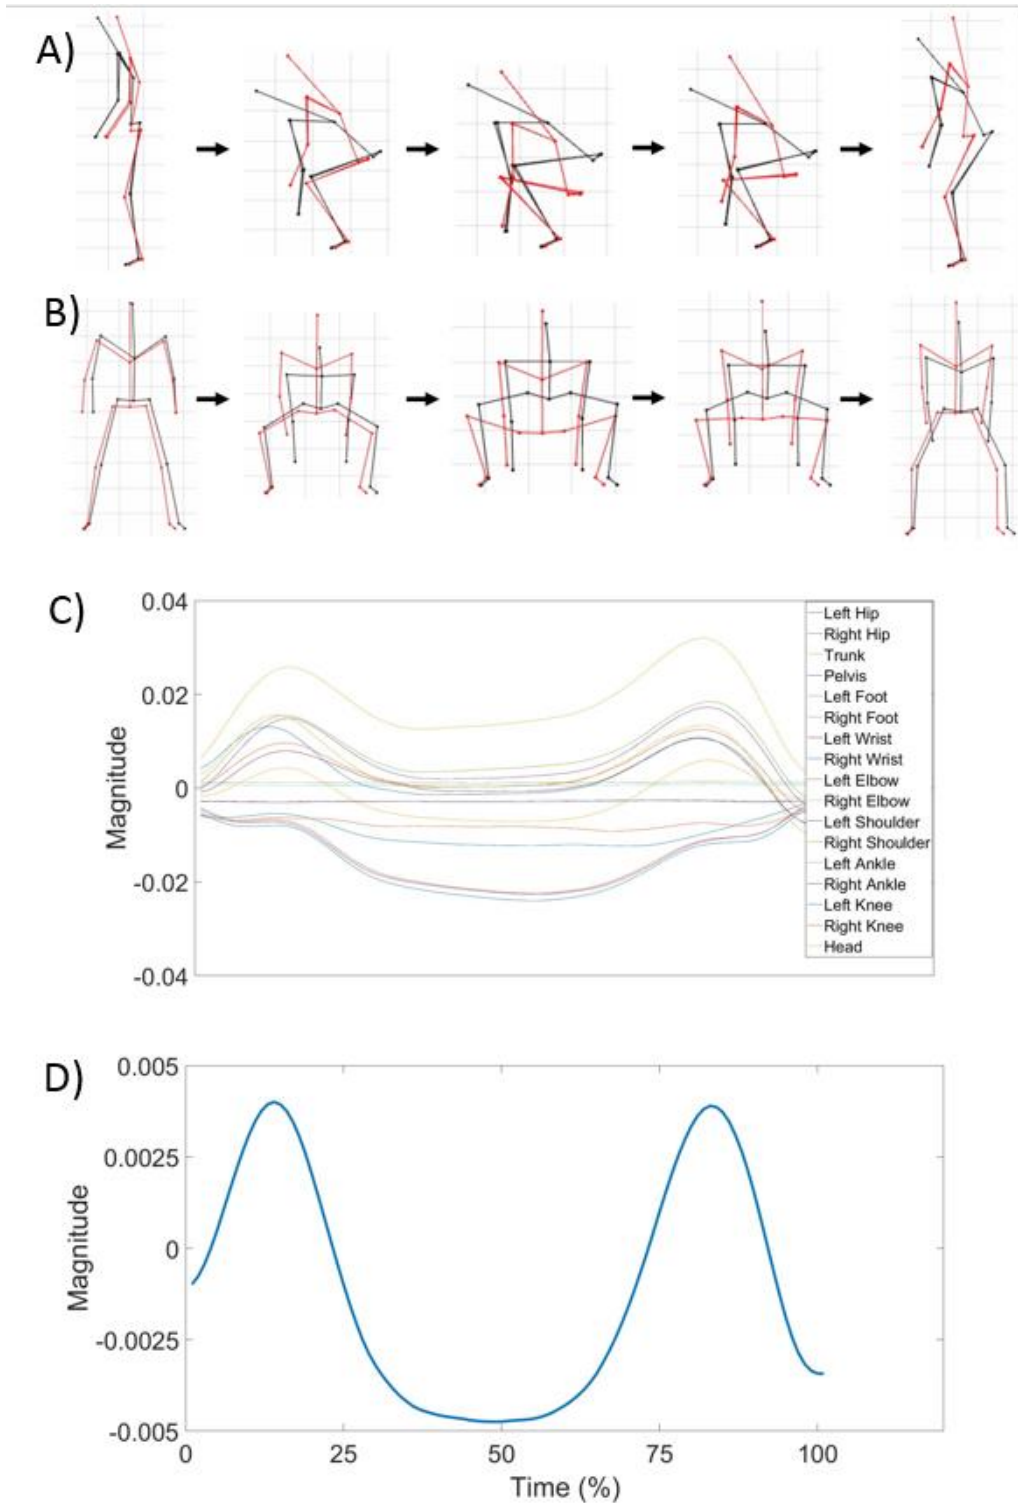 A)
B)
C)
0.04
0.02
0
-0.02
-0.04
Magnitude
Left Hip
Right Hip
Trunk
Pelvis
Left Foot
Right Foot
Left Wrist
Right Wrist
Left Elbow
Right Elbow
Left Shoulder
Right Shoulder
Left Ankle
Right Ankle
Left Knee
Right Knee
Head
D)
0.005
0.0025
0
-0.0025
-0.005
Magnitude
0 25 50 75 100
Time (%)